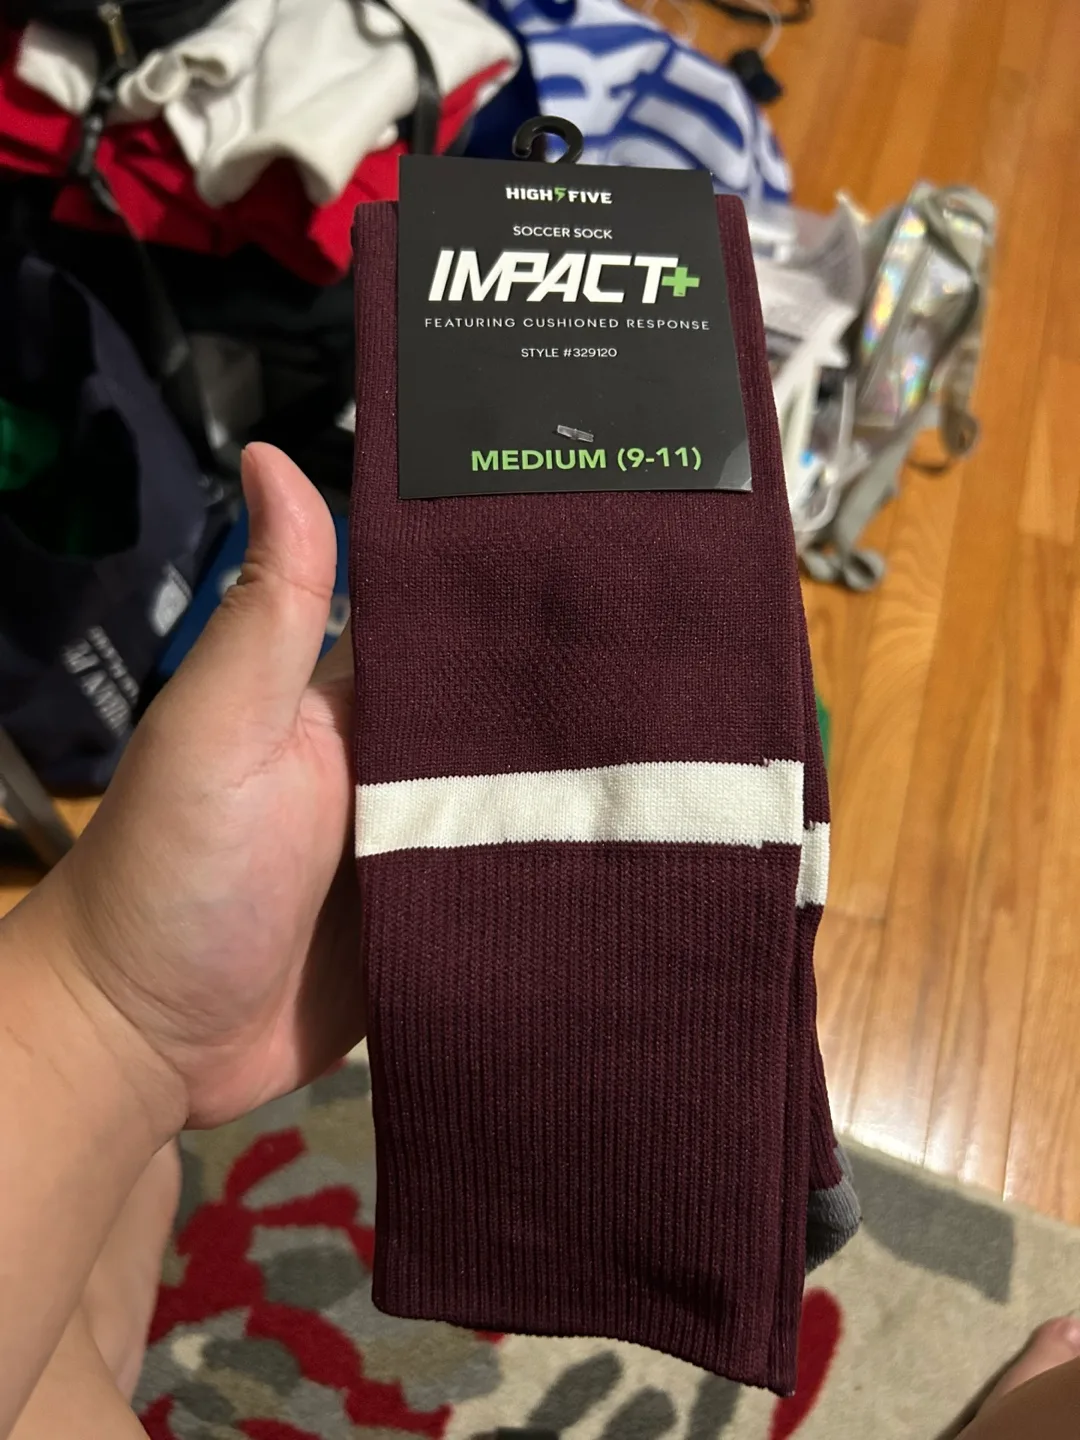 HIGH FIVE
SOCCER SOCK
IMPACT+
FEATURING CUSHIONED RESPONSE
STYLE #329120
MEDIUM (9-11)